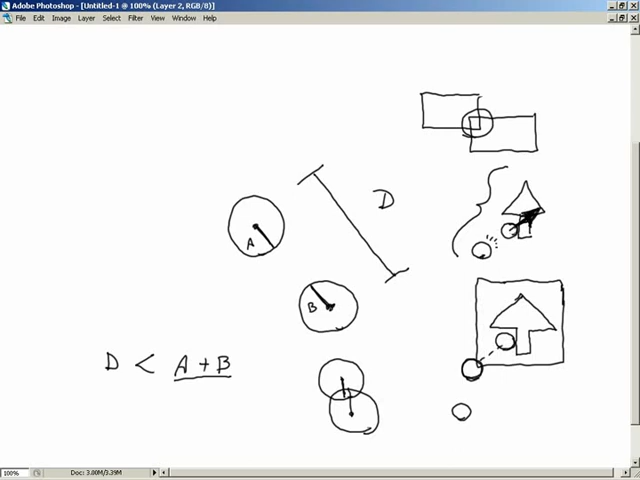 Adobe Photoshop - [Untitled-1 @ 100% (Layer 2, RGB/8)]
File Edit Image Layer Select Filter View Window Help
D
A
B
D < A + B
100% Doc: 3.00M/3.39M